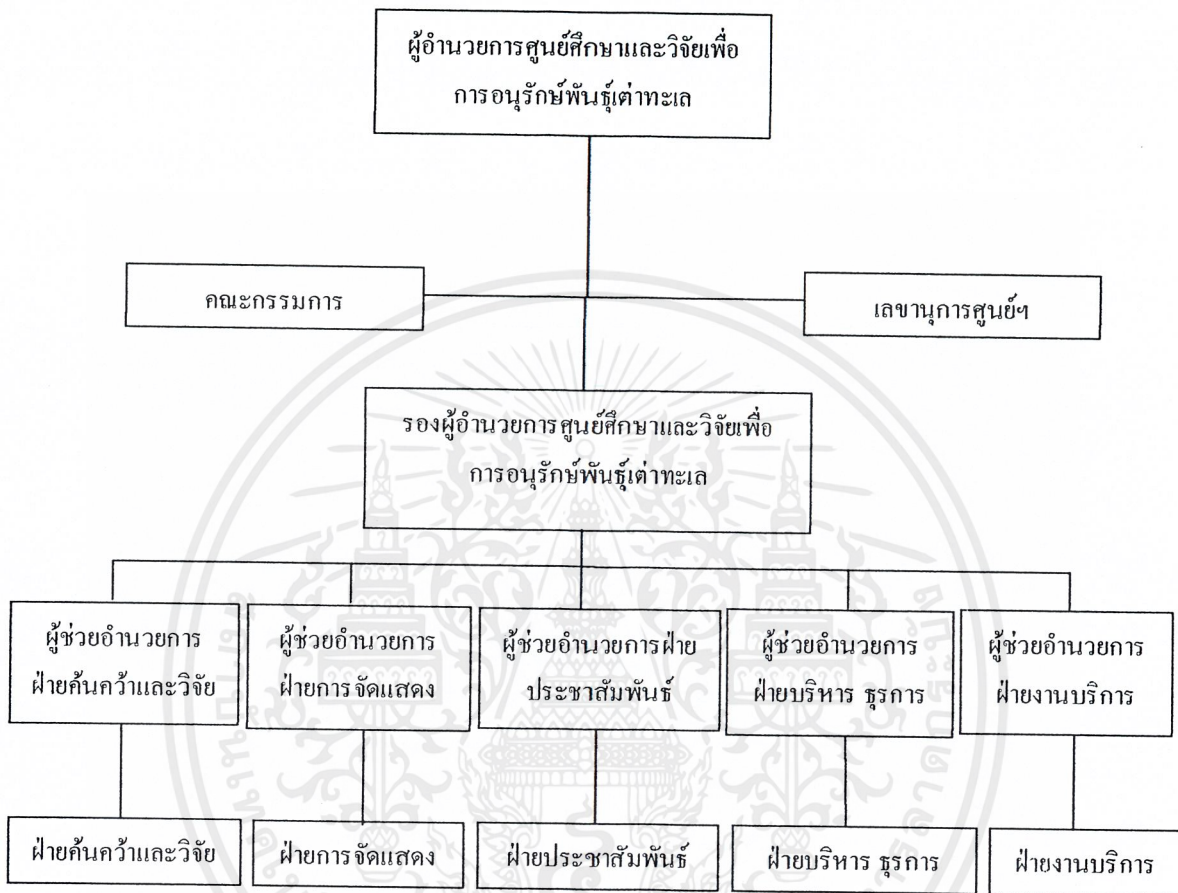 ผู้อำนวยการศูนย์ศึกษาและวิจัยเพื่อ
การอนุรักษ์พันธุ์เต่าทะเล
คณะกรรมการ
เลขานุการศูนย์ฯ
รองผู้อำนวยการศูนย์ศึกษาและวิจัยเพื่อ
การอนุรักษ์พันธุ์เต่าทะเล
ผู้ช่วยอำนวยการ
ฝ่ายค้นคว้าและวิจัย
ผู้ช่วยอำนวยการ
ฝ่ายการจัดแสดง
ผู้ช่วยอำนวยการฝ่าย
ประชาสัมพันธ์
ผู้ช่วยอำนวยการ
ฝ่ายบริหาร ธุรการ
ผู้ช่วยอำนวยการ
ฝ่ายงานบริการ
ฝ่ายค้นคว้าและวิจัย
ฝ่ายการจัดแสดง
ฝ่ายประชาสัมพันธ์
ฝ่ายบริหาร ธุรการ
ฝ่ายงานบริการ